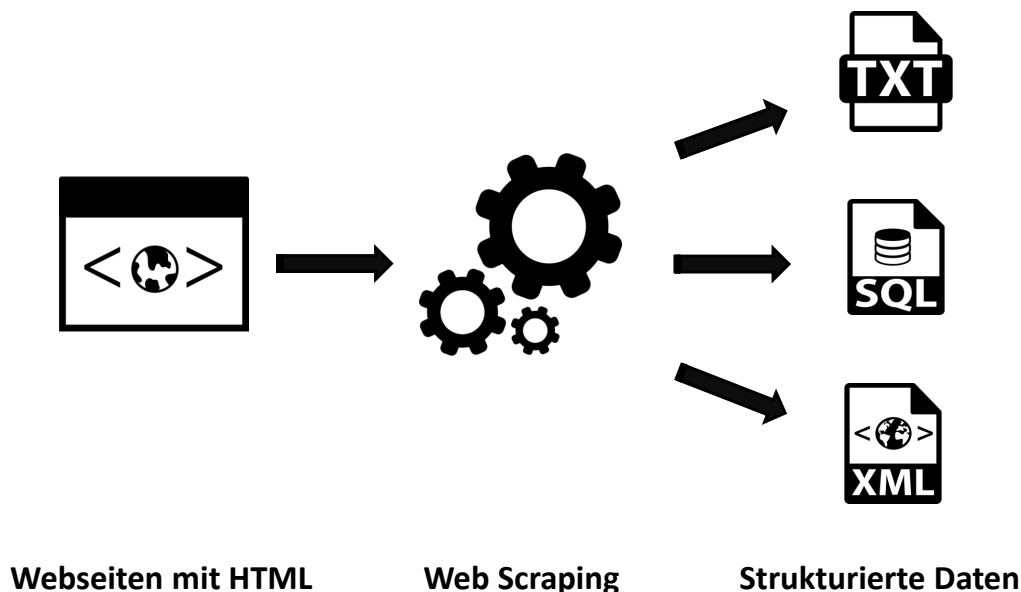 TXT
SQL
XML
Webseiten mit HTML
Web Scraping
Strukturierte Daten